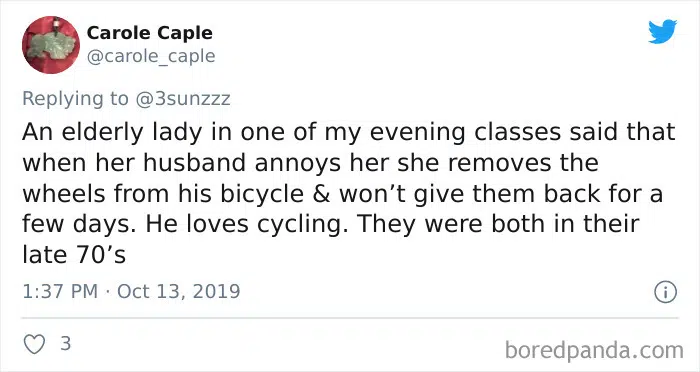 Carole Caple
@carole_caple
Replying to @3sunzzz
An elderly lady in one of my evening classes said that
when her husband annoys her she removes the
wheels from his bicycle & won’t give them back for a
few days. He loves cycling. They were both in their
late 70’s
1:37 PM · Oct 13, 2019
3
boredpanda.com